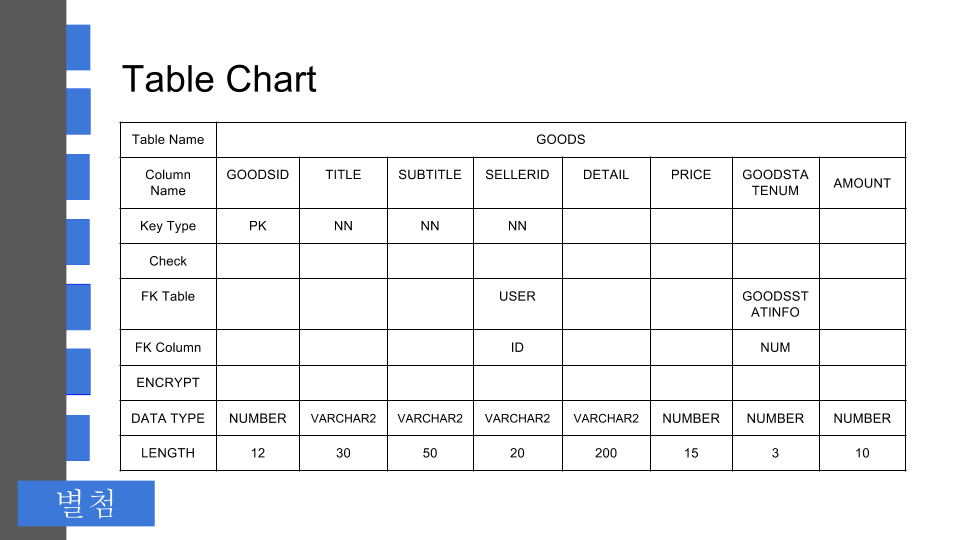 Table Chart
Table Name GOODS
Column Name GOODSID TITLE SUBTITLE SELLERID DETAIL PRICE GOODSTATENUM AMOUNT
Key Type PK NN NN NN
Check
FK Table USER GOODSSTATINFO
FK Column ID NUM
ENCRYPT
DATA TYPE NUMBER VARCHAR2 VARCHAR2 VARCHAR2 VARCHAR2 NUMBER NUMBER NUMBER
LENGTH 12 30 50 20 200 15 3 10
별첨